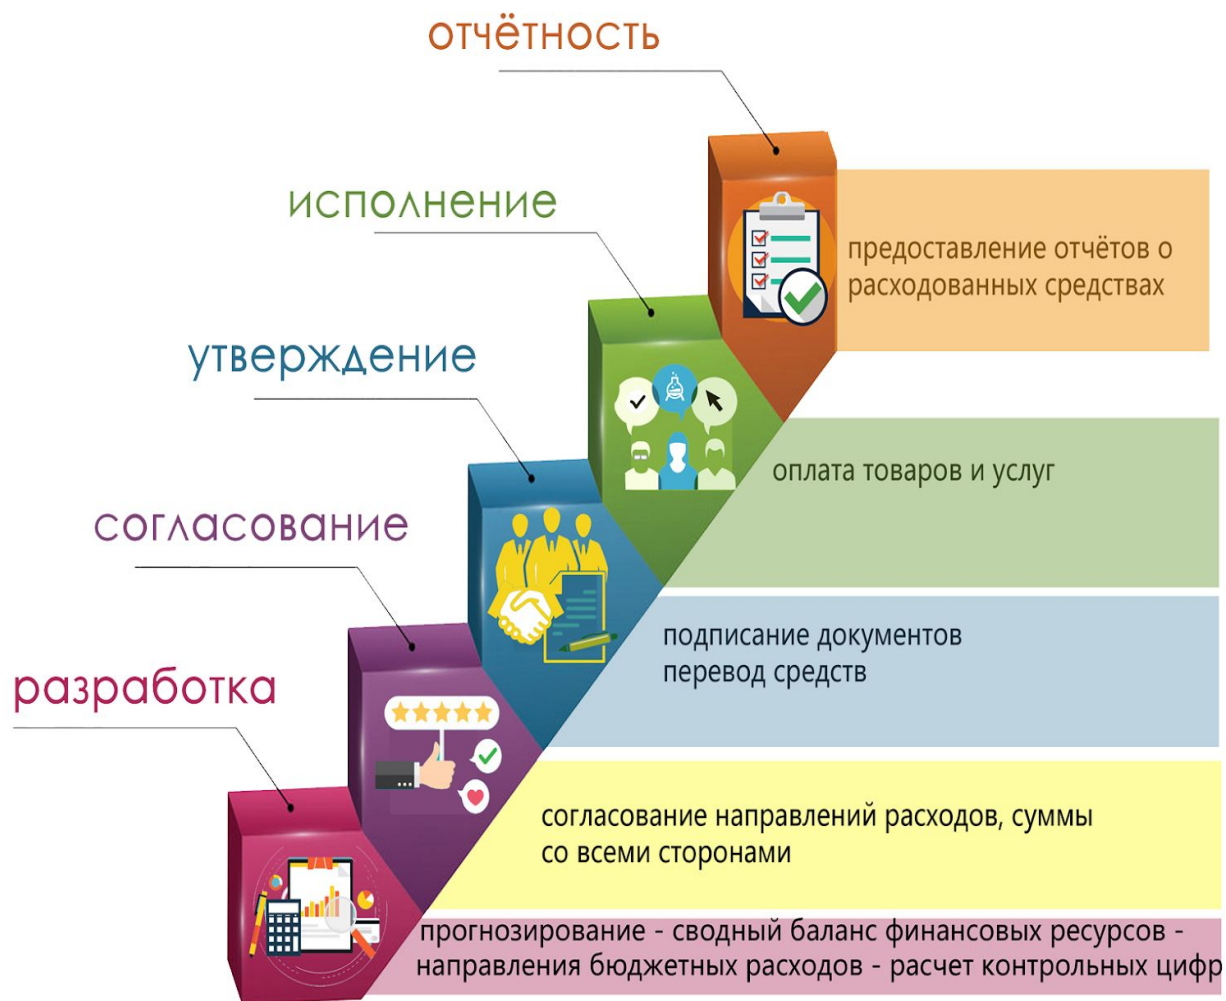 отчётность
предоставление отчётов о
расходованных средствах
исполнение
оплата товаров и услуг
утверждение
подписание документов
перевод средств
согласование
согласование направлений расходов, суммы
со всеми сторонами
разработка
прогнозирование - сводный баланс финансовых ресурсов -
направления бюджетных расходов - расчет контрольных цифр